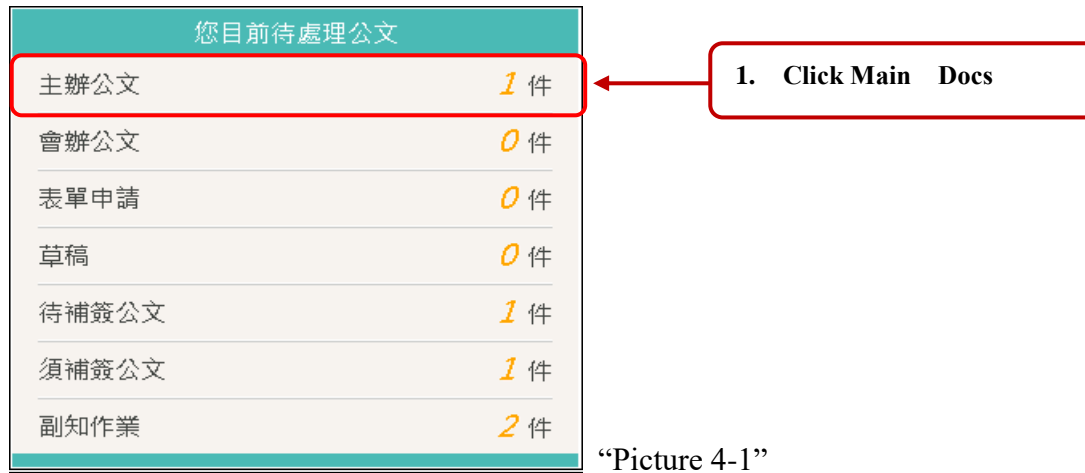 您目前待處理公文
主辦公文 1 件
1. Click Main Docs
會辦公文 0 件
表單申請 0 件
草稿 0 件
待補簽公文 1 件
須補簽公文 1 件
副知作業 2 件
“Picture 4-1”